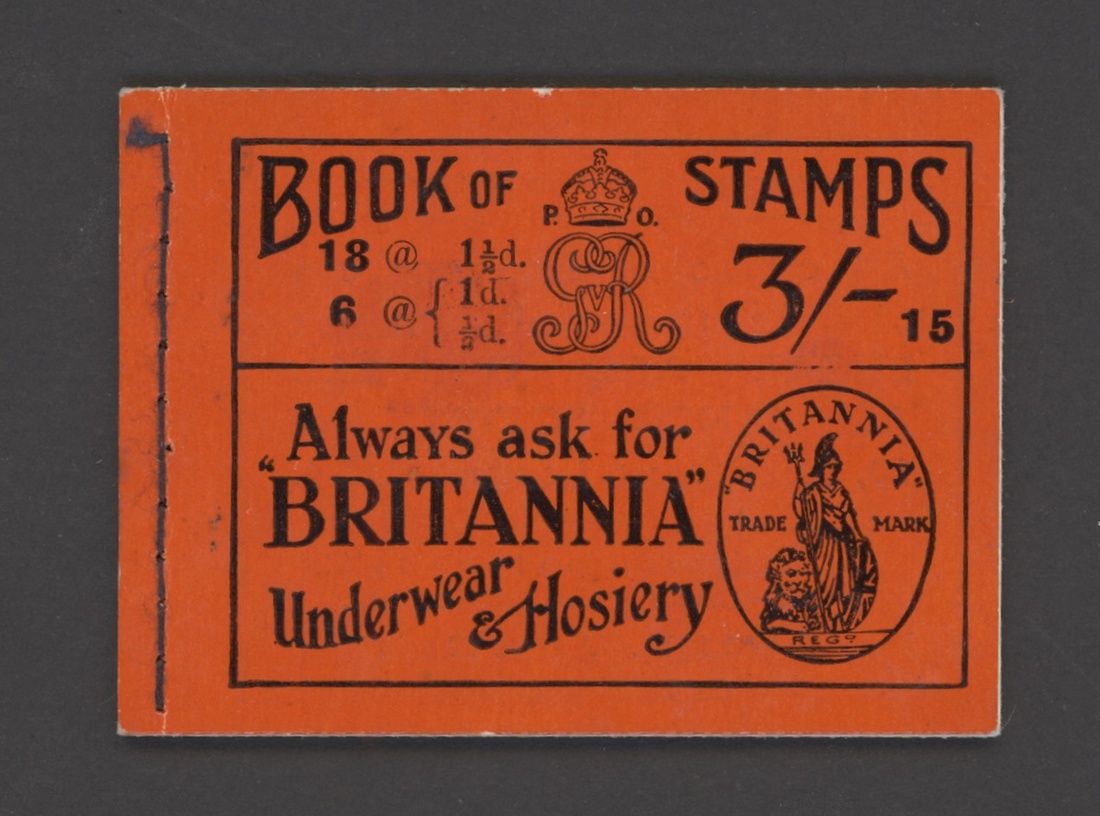 BOOK OF STAMPS
P. O.
GvR
18 @ 1½d.
6 @ { 1d.
½d.
3/- 15
Always ask for
"BRITANNIA"
Underwear
& Hosiery
"BRITANNIA"
TRADE MARK
REGD